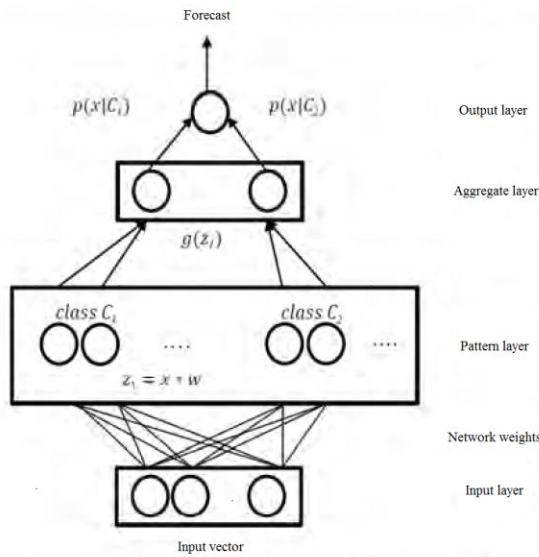 Forecast
p(x|C₁) p(x|C₂)
Output layer
Aggregate layer
g(z_i)
class C₁ class C₂
.... ....
Pattern layer
z₁ = x * w
Network weights
Input layer
Input vector